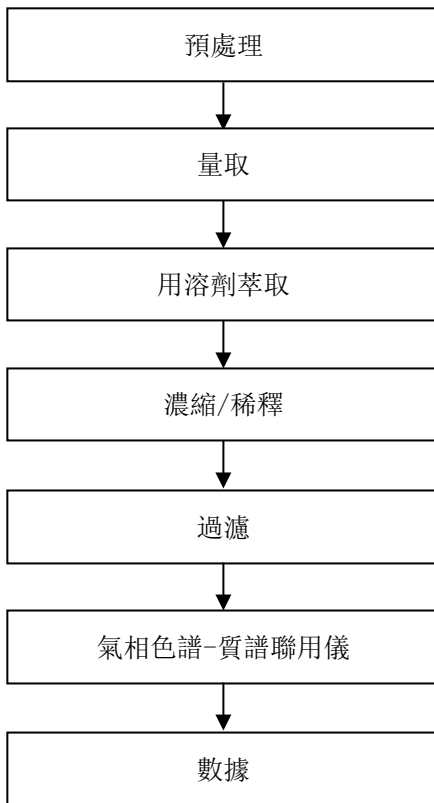 預處理
量取
用溶劑萃取
濃縮/稀釋
過濾
氣相色譜-質譜聯用儀
數據